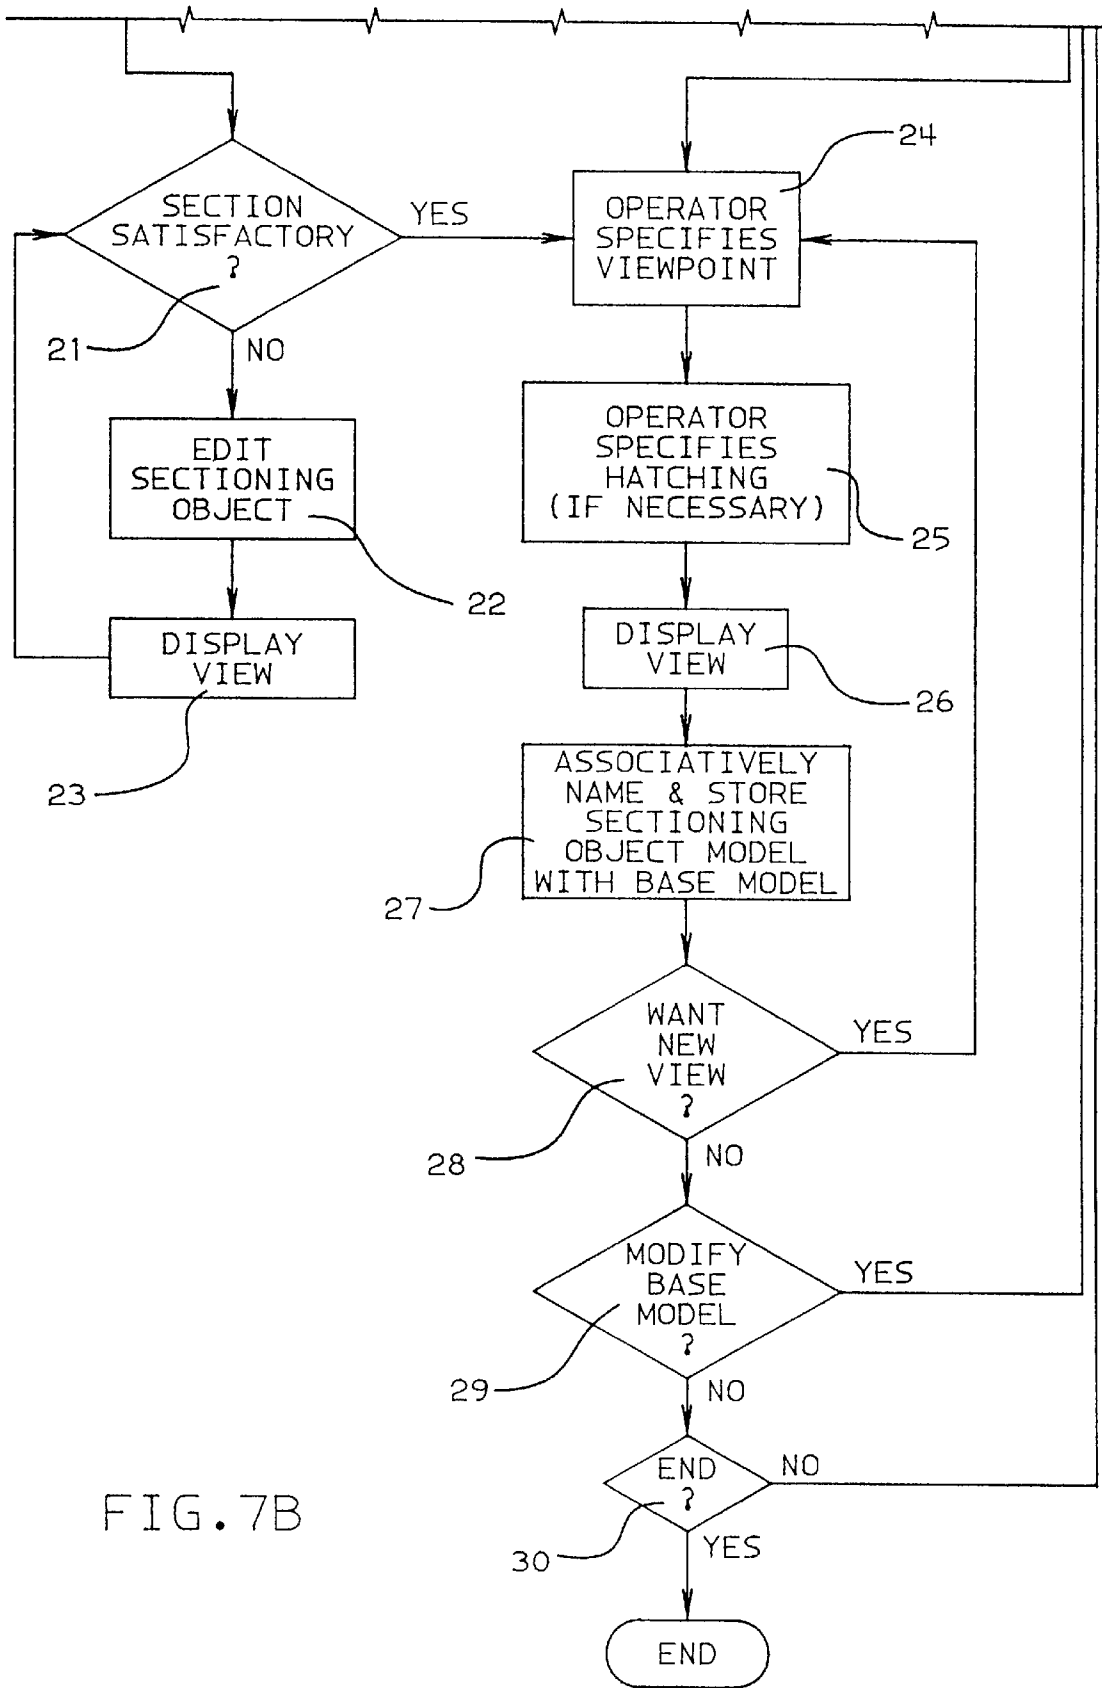 SECTION
SATISFACTORY
?
21
YES
NO
EDIT
SECTIONING
OBJECT
22
DISPLAY
VIEW
23
24
OPERATOR
SPECIFIES
VIEWPOINT
OPERATOR
SPECIFIES
HATCHING
(IF NECESSARY)
25
DISPLAY
VIEW
26
ASSOCIATIVELY
NAME & STORE
SECTIONING
OBJECT MODEL
WITH BASE MODEL
27
WANT
NEW
VIEW
?
YES
28
NO
MODIFY
BASE
MODEL
?
YES
29
NO
END
?
NO
30
YES
END
FIG.7B